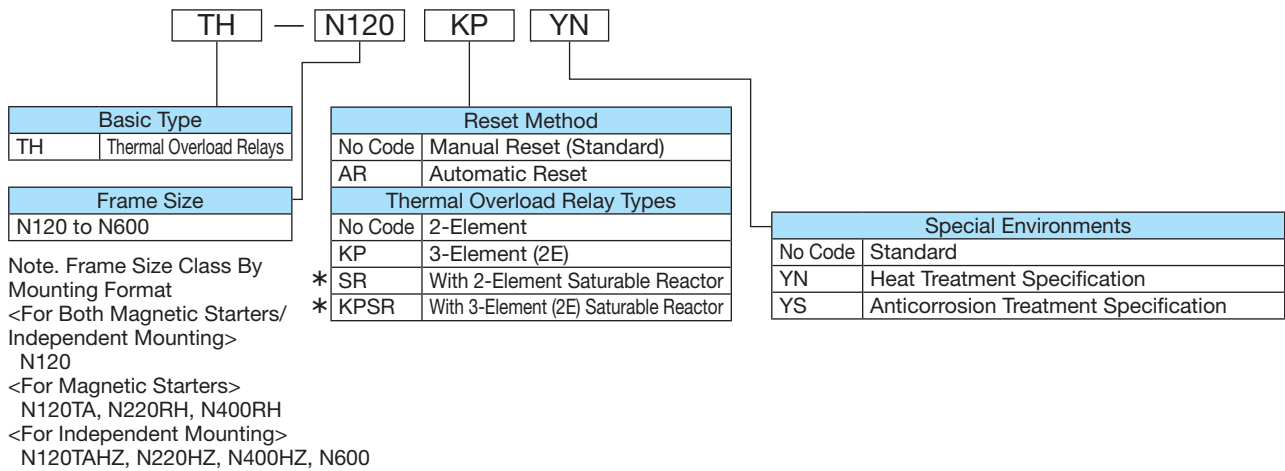 TH — N120 KP YN
Basic Type
TH Thermal Overload Relays
Frame Size
N120 to N600
Note. Frame Size Class By
Mounting Format
<For Both Magnetic Starters/
Independent Mounting>
N120
<For Magnetic Starters>
N120TA, N220RH, N400RH
<For Independent Mounting>
N120TAHZ, N220HZ, N400HZ, N600
Reset Method
No Code Manual Reset (Standard)
AR Automatic Reset
Thermal Overload Relay Types
No Code 2-Element
KP 3-Element (2E)
* SR With 2-Element Saturable Reactor
* KPSR With 3-Element (2E) Saturable Reactor
Special Environments
No Code Standard
YN Heat Treatment Specification
YS Anticorrosion Treatment Specification